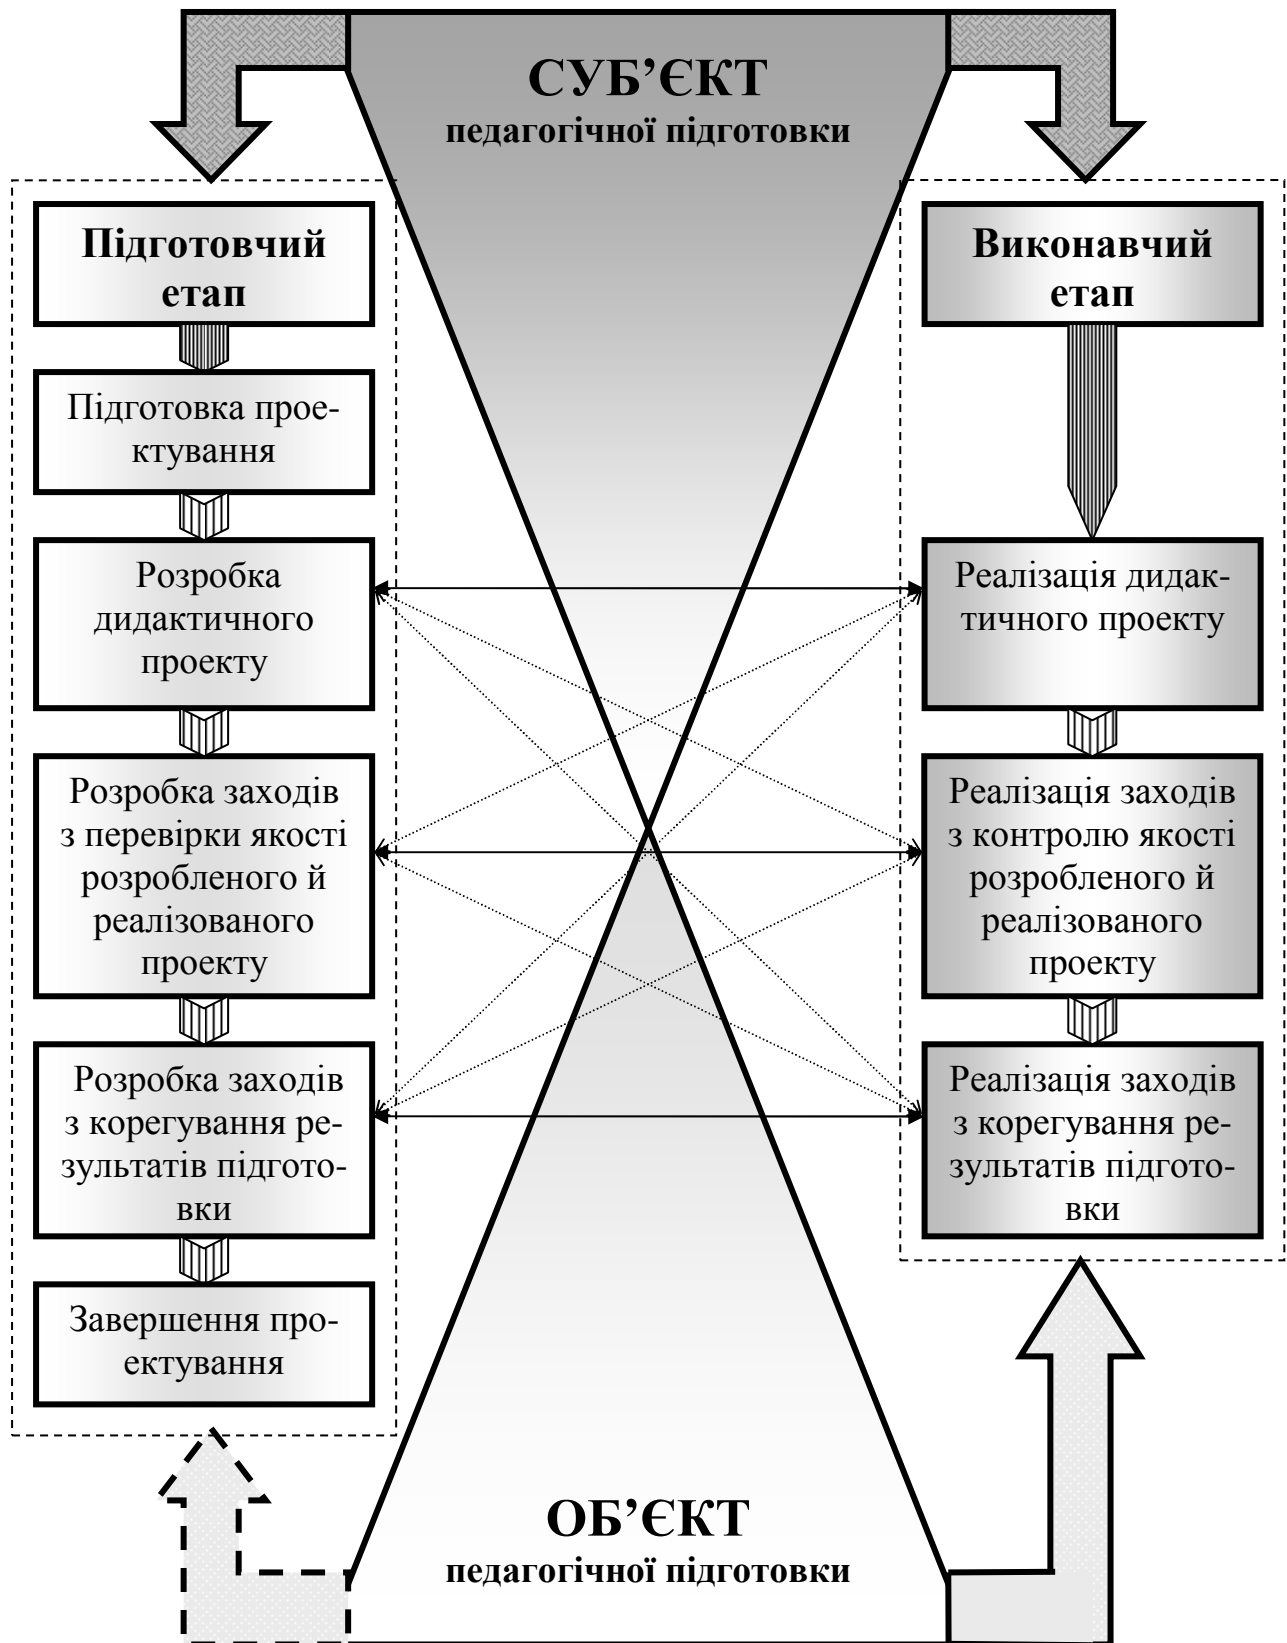 СУБ’ЄКТ
педагогічної підготовки
Підготовчий
етап
Підготовка прое-
ктування
Розробка
дидактичного
проекту
Розробка заходів
з перевірки якості
розробленого й
реалізованого
проекту
Розробка заходів
з корегування ре-
зультатів підгото-
вки
Завершення про-
ектування
Виконавчий
етап
Реалізація дидак-
тичного проекту
Реалізація заходів
з контролю якості
розробленого й
реалізованого
проекту
Реалізація заходів
з корегування ре-
зультатів підгото-
вки
ОБ’ЄКТ
педагогічної підготовки